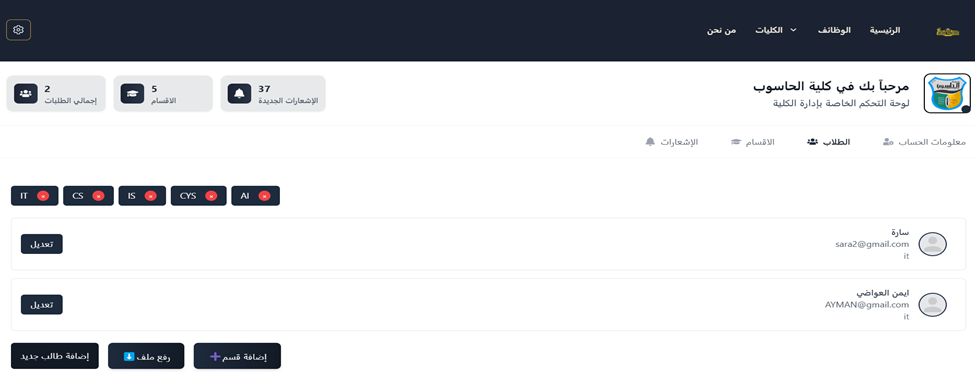 الرئيسية
الوظائف
الكليات
من نحن
مرحباً بك في كلية الحاسوب
لوحة التحكم الخاصة بإدارة الكلية
37
الإشعارات الجديدة
5
الاقسام
2
إجمالي الطلبات
معلومات الحساب
الطلاب
الاقسام
الإشعارات
IT × CS × IS × CYS × AI ×
سارة
sara2@gmail.com
it
تعديل
ايمن العواضي
AYMAN@gmail.com
it
تعديل
إضافة قسم
رفع ملف
إضافة طالب جديد